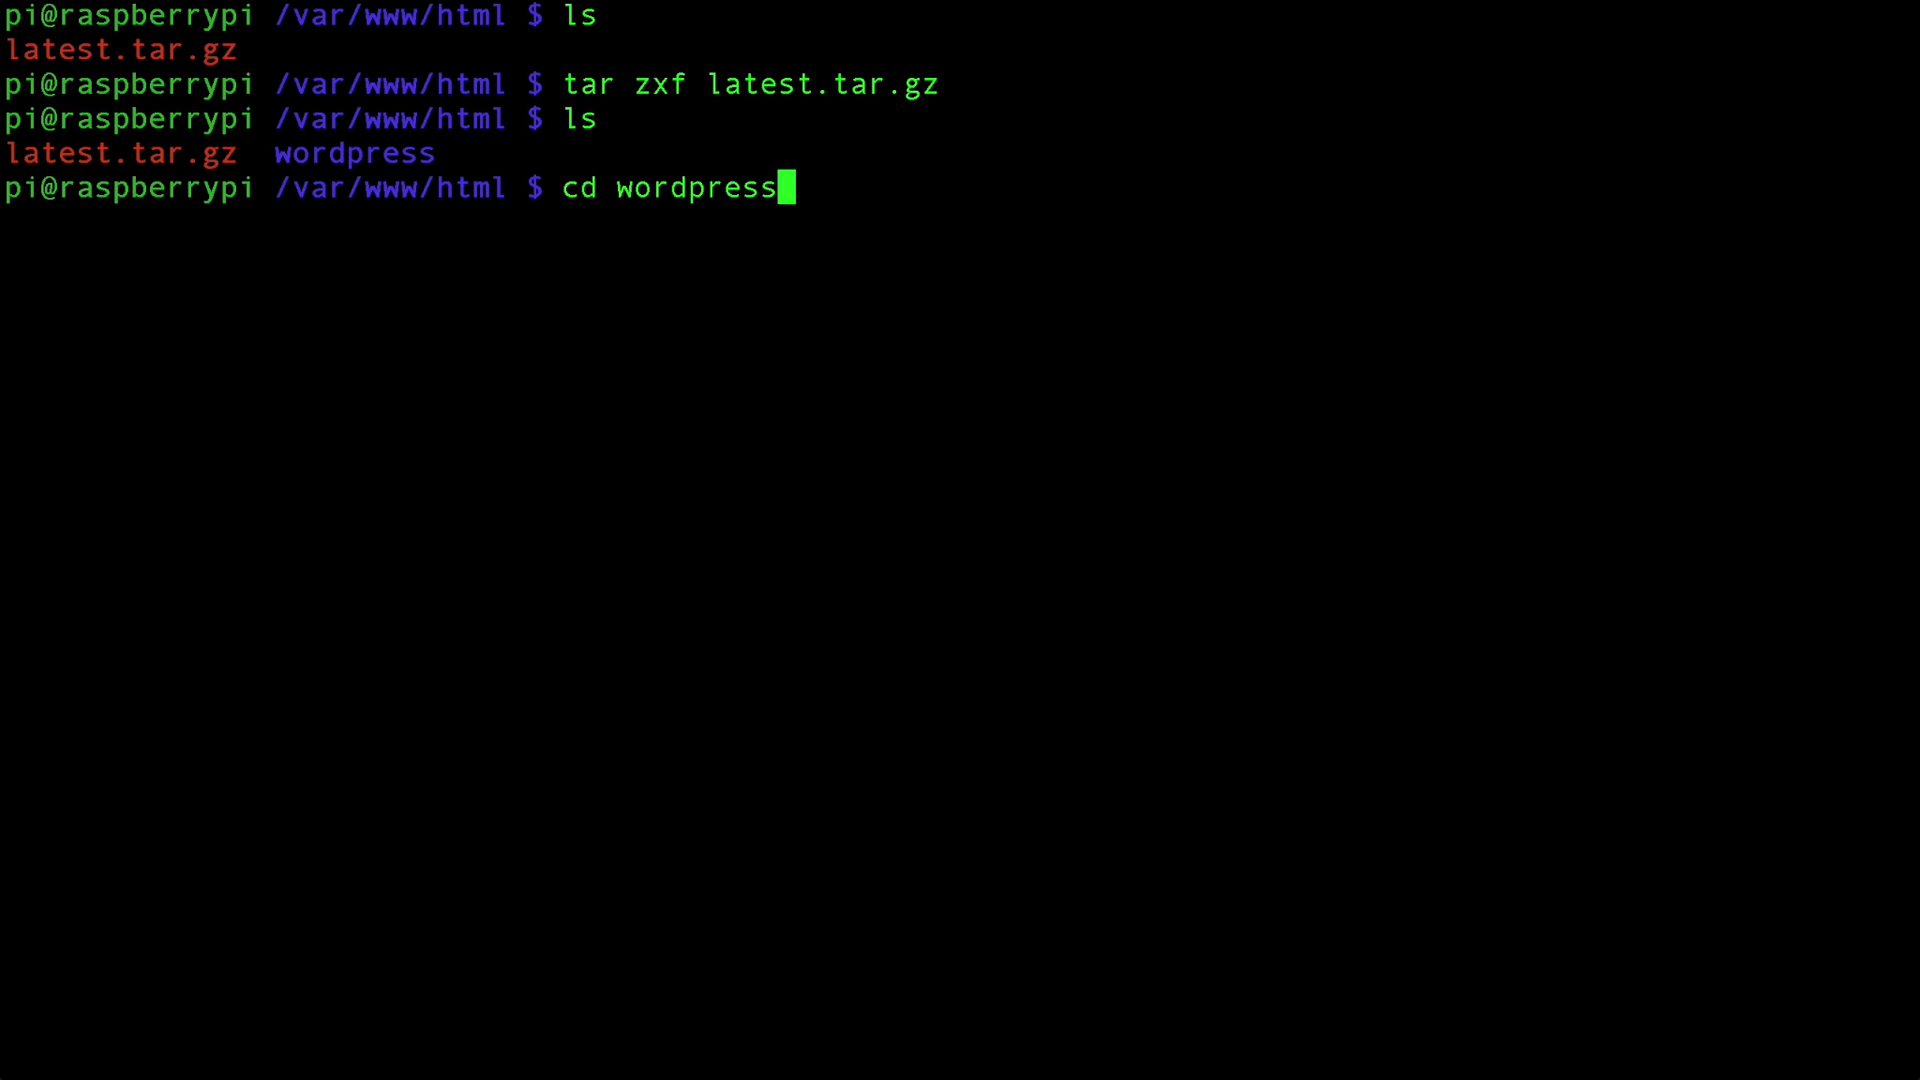 pi@raspberrypi /var/www/html $ ls
latest.tar.gz
pi@raspberrypi /var/www/html $ tar zxf latest.tar.gz
pi@raspberrypi /var/www/html $ ls
latest.tar.gz  wordpress
pi@raspberrypi /var/www/html $ cd wordpress